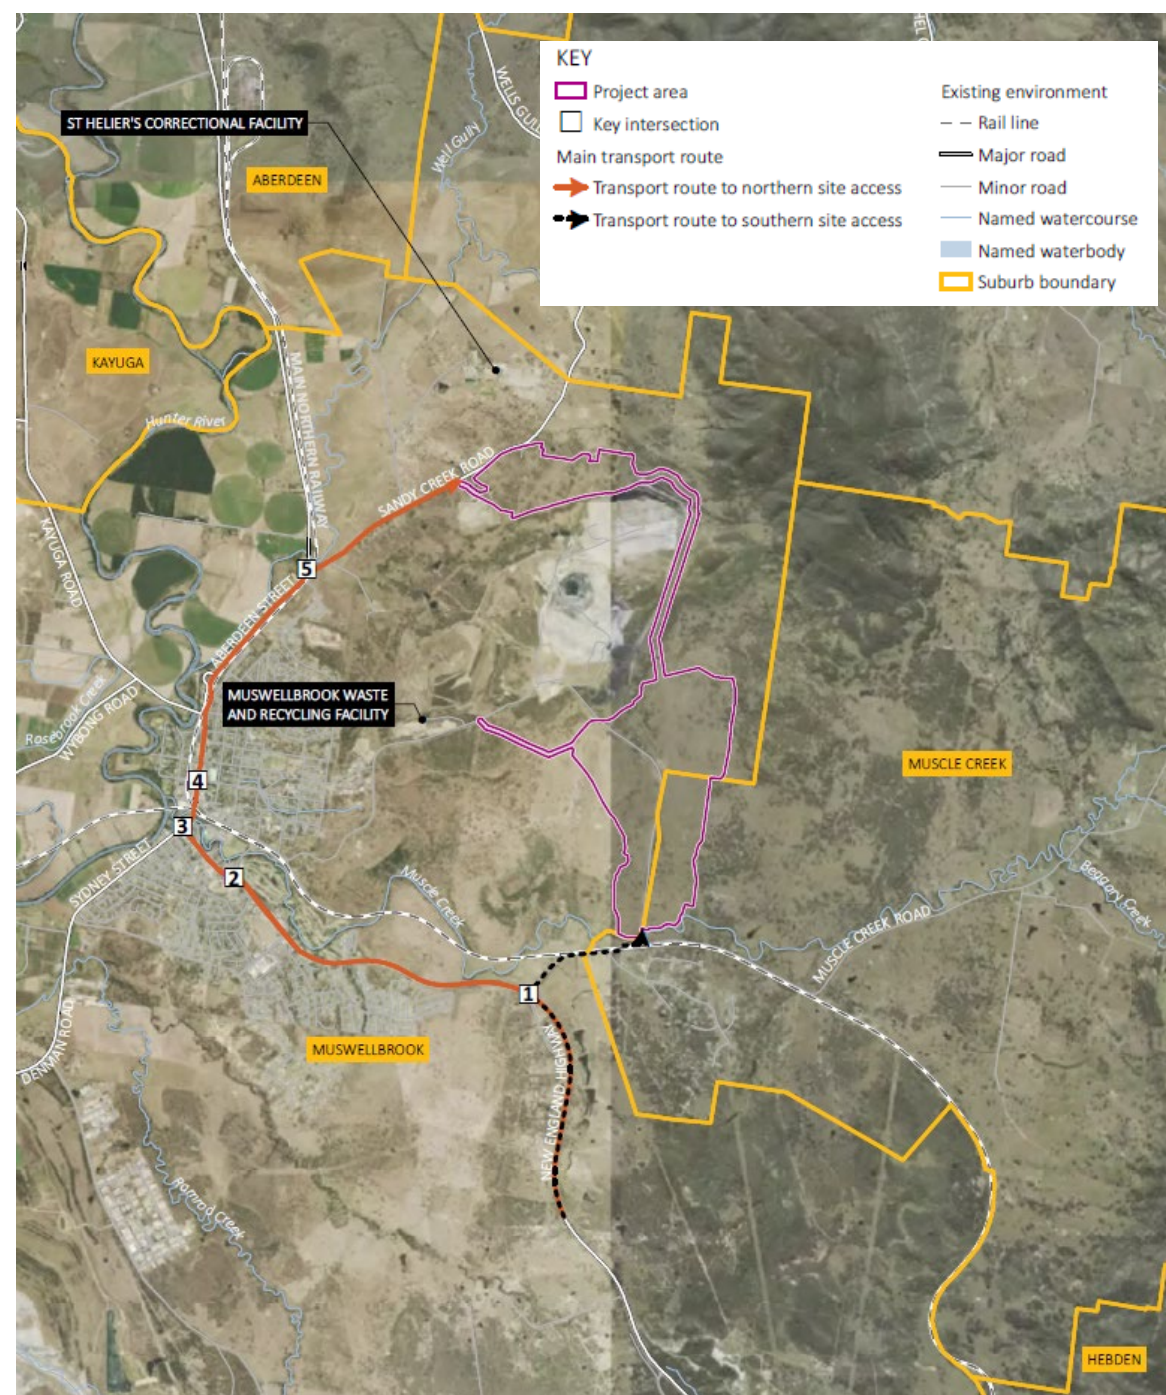 KEY
Project area
Key intersection
Main transport route
Transport route to northern site access
Transport route to southern site access
Existing environment
Rail line
Major road
Minor road
Named watercourse
Named waterbody
Suburb boundary
WELLS GULL
Well Gully
ST HELIER'S CORRECTIONAL FACILITY
ABERDEEN
KAYUGA
MAIN NORTHERN RAILWAY
Hunter River
SANDY CREEK ROAD
KAYUGA ROAD
5
ABERDEEN STREET
Rosebrook Creek
WYBONG ROAD
MUSWELLBROOK WASTE
AND RECYCLING FACILITY
MUSCLE CREEK
4
3
SYDNEY STREET
2
Muscle Creek
Beggary Creek
MUSCLE CREEK ROAD
1
DENMAN ROAD
MUSWELLBROOK
NEW ENGLAND HIGHWAY
Ramrod Creek
HEBDEN